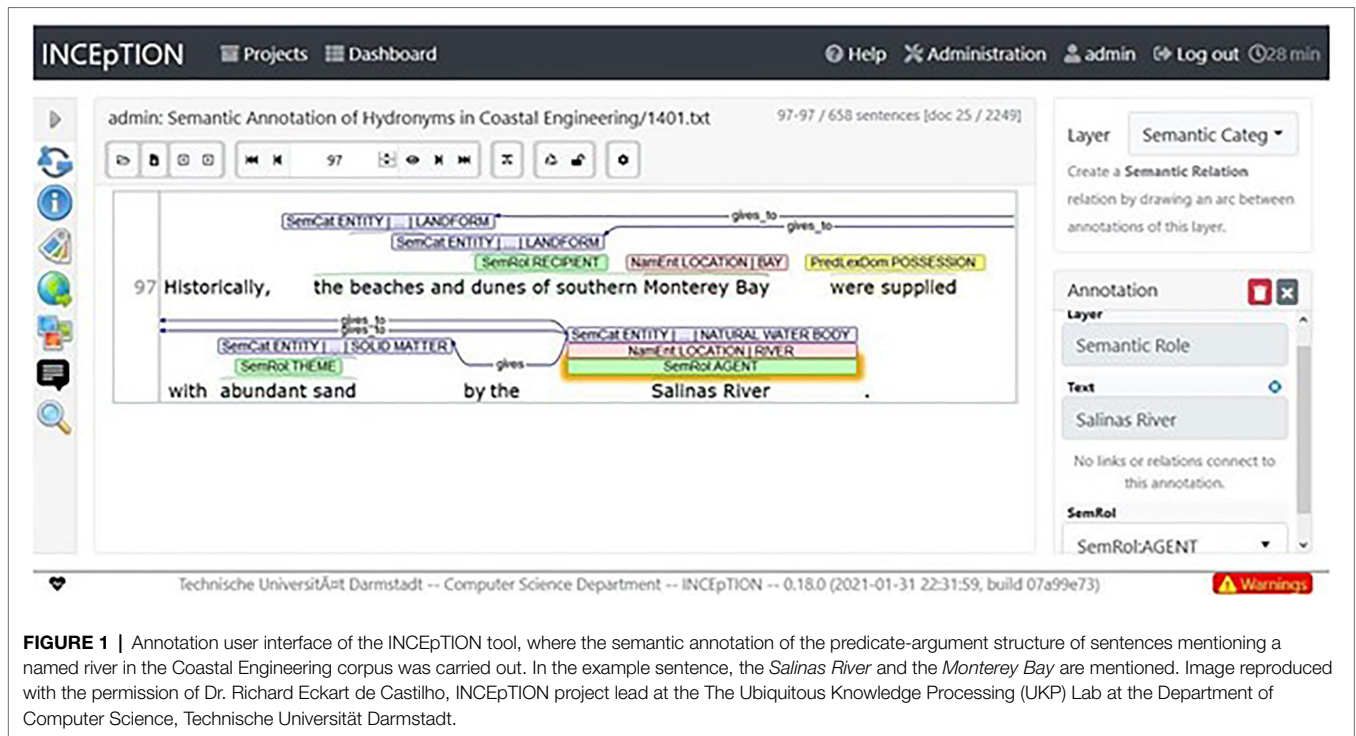 INCEpTION Projects Dashboard Help Administration admin Log out 28 min
admin: Semantic Annotation of Hydronyms in Coastal Engineering/1401.txt 97-97 / 658 sentences [doc 25 / 2249]
97
SemCat ENTITY | ... | LANDFORM gives_to
SemCat ENTITY | ... | LANDFORM gives_to
SemRol RECIPIENT NamEnt LOCATION | BAY PredLexDom POSSESSION
97 Historically, the beaches and dunes of southern Monterey Bay were supplied
gives_to
gives_to
SemCat ENTITY | ... | NATURAL WATER BODY
SemCat ENTITY | ... | SOLID MATTER NamEnt LOCATION | RIVER
SemRol THEME gives SemRol AGENT
with abundant sand by the Salinas River .
Layer Semantic Categ
Create a Semantic Relation
relation by drawing an arc between
annotations of this layer.
Annotation
Layer
Semantic Role
Text
Salinas River
No links or relations connect to
this annotation.
SemRol
SemRol:AGENT
Technische UniversitÃ¤t Darmstadt -- Computer Science Department -- INCEpTION -- 0.18.0 (2021-01-31 22:31:59, build 07a99e73) Warnings
FIGURE 1 | Annotation user interface of the INCEpTION tool, where the semantic annotation of the predicate-argument structure of sentences mentioning a
named river in the Coastal Engineering corpus was carried out. In the example sentence, the Salinas River and the Monterey Bay are mentioned. Image reproduced
with the permission of Dr. Richard Eckart de Castilho, INCEpTION project lead at the The Ubiquitous Knowledge Processing (UKP) Lab at the Department of
Computer Science, Technische Universität Darmstadt.